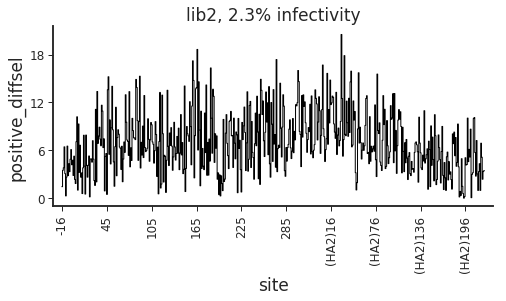 lib2, 2.3% infectivity
positive_diffsel
18
12
6
0
-16
45
105
165
225
285
(HA2)16
(HA2)76
(HA2)136
(HA2)196
site